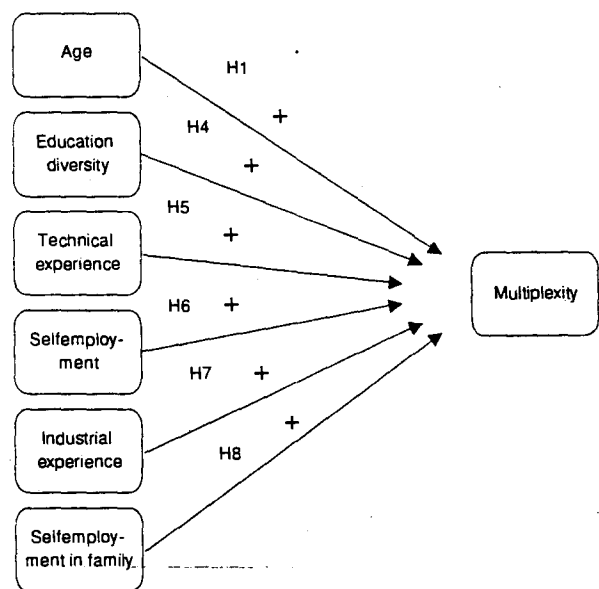 Age
H1
+
H4
+
Education
diversity
H5
+
Technical
experience
Multiplexity
H6
+
Selfemploy-
ment
H7
+
H8
+
Industrial
experience
Selfemploy-
ment in family